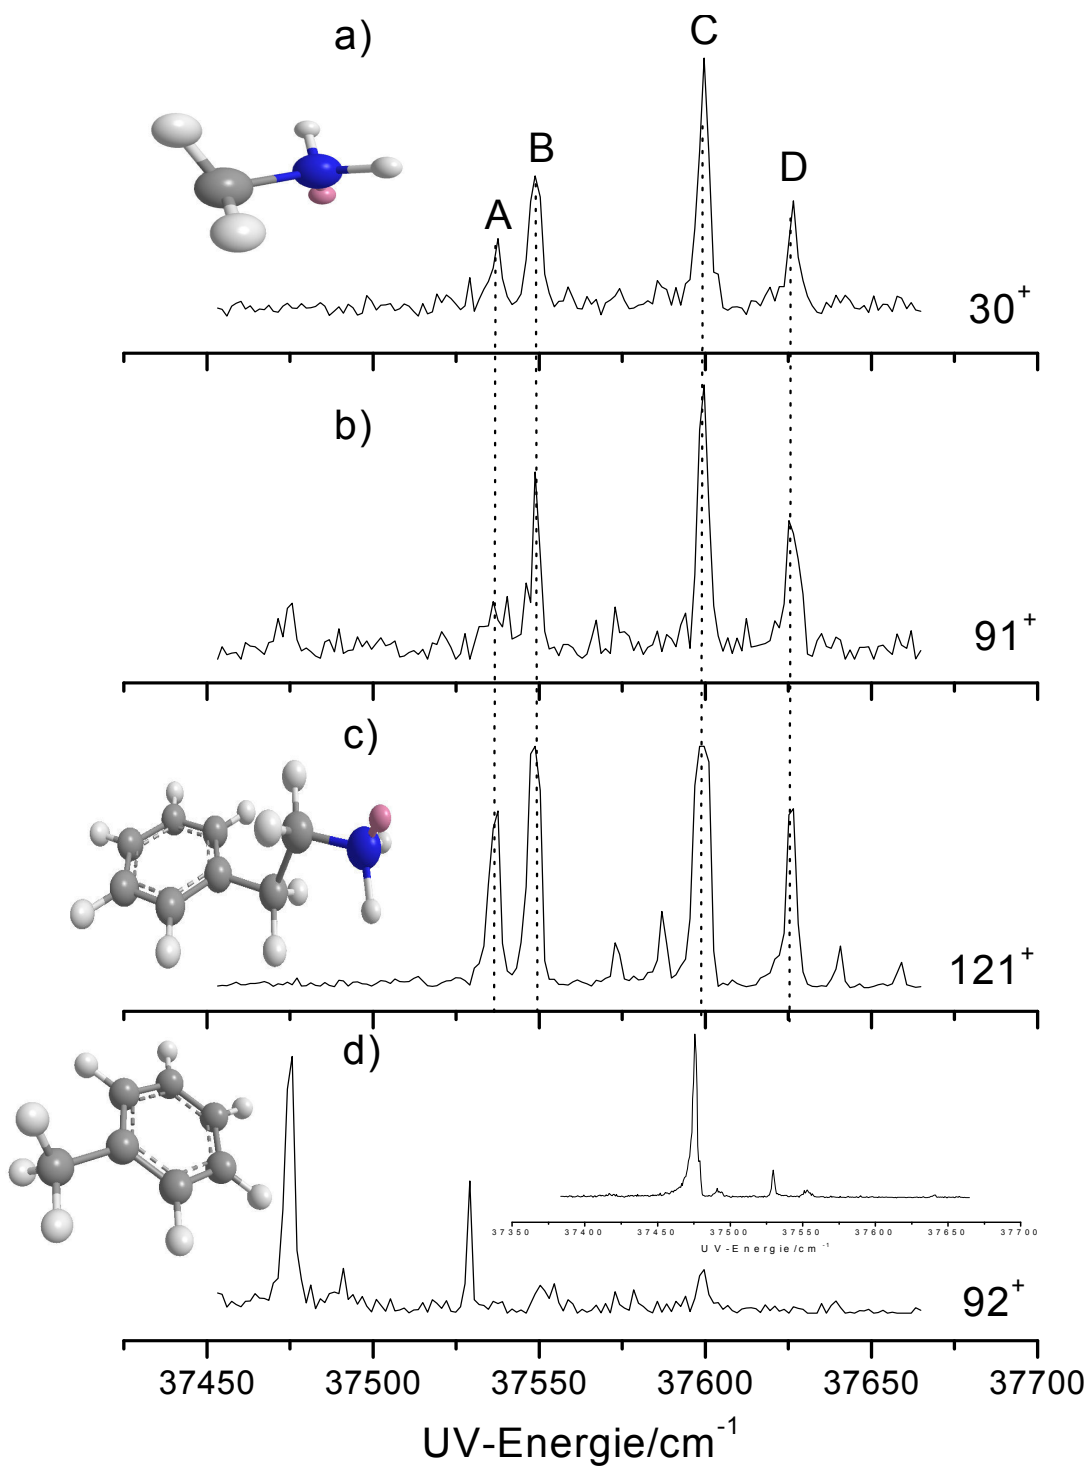 a)
C
B
D
A
30⁺
b)
91⁺
c)
121⁺
d)
37350 37400 37450 37500 37550 37600 37650 37700
UV-Energie/cm⁻¹
92⁺
37450 37500 37550 37600 37650 37700
UV-Energie/cm⁻¹